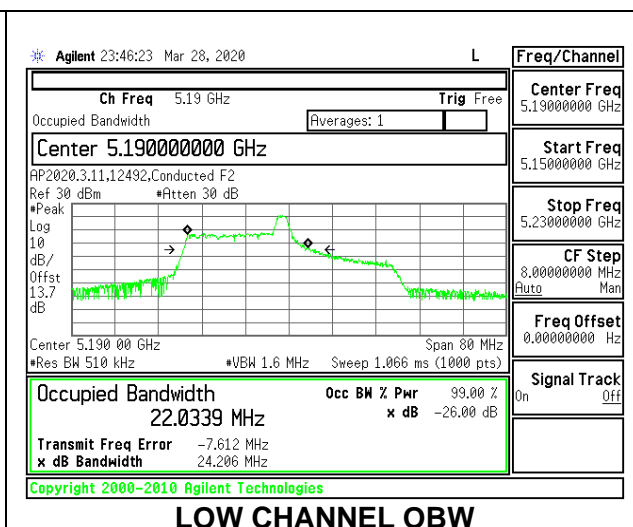 Agilent 23:46:23 Mar 28, 2020 L
Freq/Channel
Ch Freq 5.19 GHz Trig Free
Occupied Bandwidth Averages: 1
Center 5.190000000 GHz
AP2020.3.11,12492,Conducted F2
Ref 30 dBm #Atten 30 dB
#Peak
Log
10
dB/
Offst
13.7
dB
Center 5.190 00 GHz Span 80 MHz
#Res BW 510 kHz #VBW 1.6 MHz Sweep 1.066 ms (1000 pts)
Occupied Bandwidth Occ BW % Pwr 99.00 %
22.0339 MHz x dB -26.00 dB
Transmit Freq Error -7.612 MHz
x dB Bandwidth 24.206 MHz
Copyright 2000-2010 Agilent Technologies
Center Freq
5.19000000 GHz
Start Freq
5.15000000 GHz
Stop Freq
5.23000000 GHz
CF Step
8.00000000 MHz
Auto Man
Freq Offset
0.00000000 Hz
Signal Track
On Off
LOW CHANNEL OBW